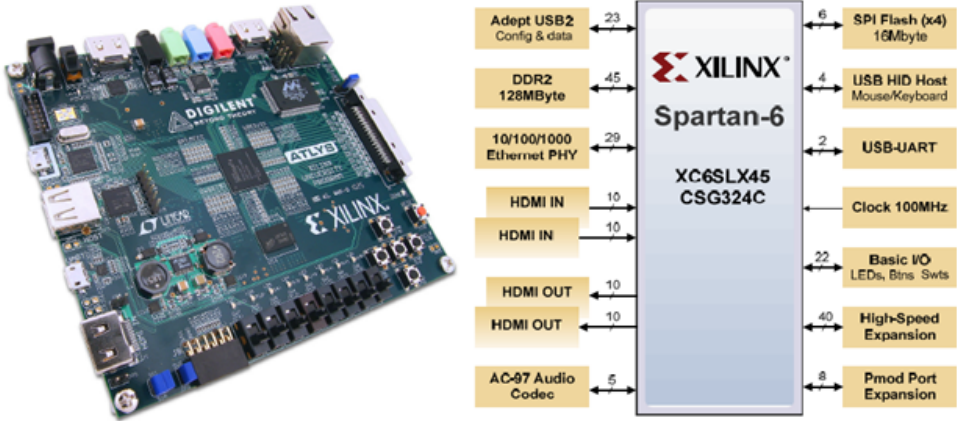 DIGILENT
BEYOND THEORY
ATLYS
XILINX
LINEAR
Adept USB2
Config & data
23
DDR2
128MByte
45
10/100/1000
Ethernet PHY
29
HDMI IN
10
HDMI IN
10
HDMI OUT
10
HDMI OUT
10
AC-97 Audio
Codec
5
XILINX®
Spartan-6
XC6SLX45
CSG324C
6
SPI Flash (x4)
16Mbyte
4
USB HID Host
Mouse/Keyboard
2
USB-UART
Clock 100MHz
22
Basic I/O
LEDs, Btns Swts
40
High-Speed
Expansion
8
Pmod Port
Expansion